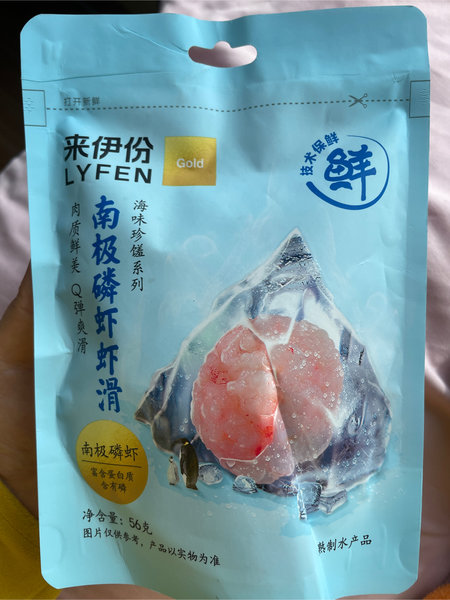 打开新鲜
来伊份
LYFEN
Gold
技术保鲜
鲜
海味珍馐系列
南极磷虾虾滑
肉质鲜美 Q弹爽滑
南极磷虾
富含蛋白质
含有磷
净含量：56克
图片仅供参考，产品以实物为准
熟制水产品